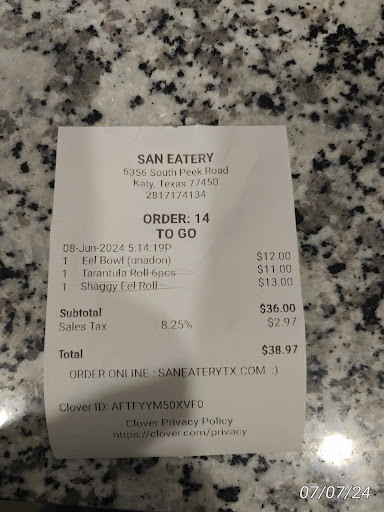 SAN EATERY
6356 South Peek Road
Katy, Texas 77450
2817174134
ORDER: 14
TO GO
08-Jun-2024 5:14:19P
1 Eel Bowl (unadon) $12.00
1 Tarantula Roll 6pcs $11.00
1 Shaggy Eel Roll $13.00
Subtotal $36.00
Sales Tax 8.25% $2.97
Total $38.97
ORDER ONLINE : SANEATERYTX.COM :)
Clover ID: AFTFYYM50XVF0
Clover Privacy Policy
https://clover.com/privacy
07/07/24